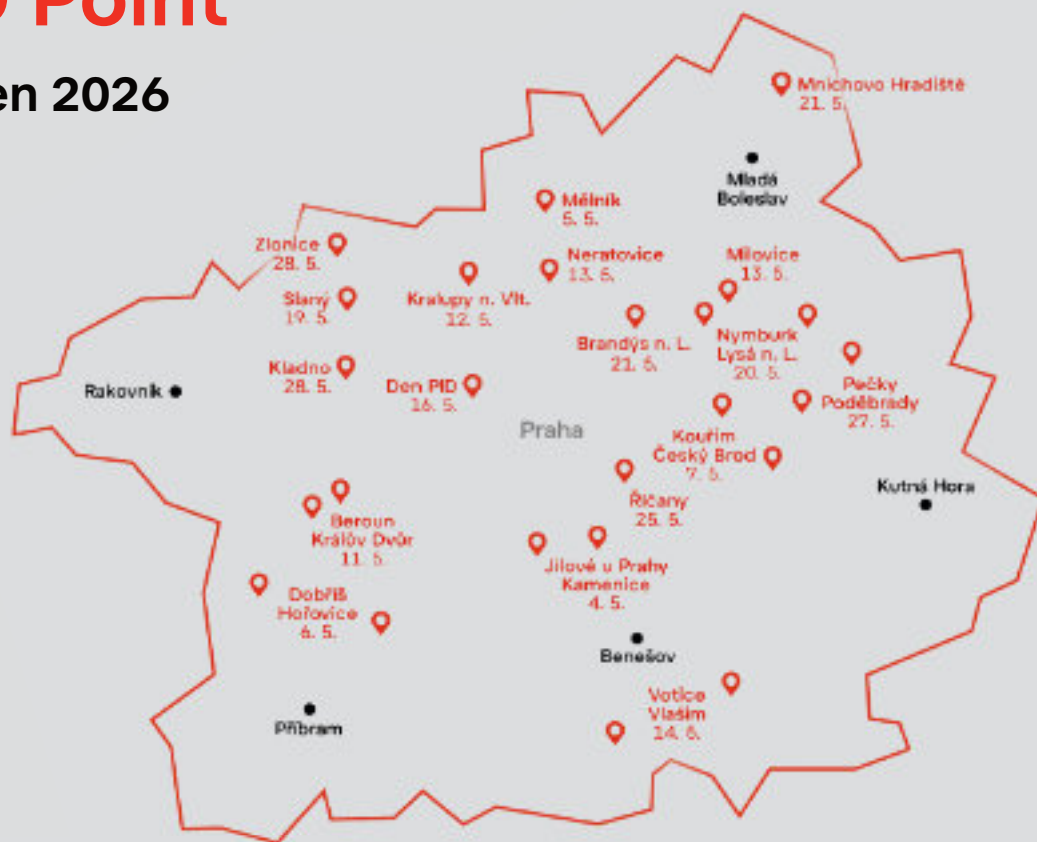 Point
en 2026
Mnichovo Hradiště
21. 5.
Mladá
Boleslav
Mělník
5. 5.
Zlonice
28. 5.
Neratovice
13. 5.
Milovice
13. 5.
Slaný
19. 5.
Kralupy n. Vlt.
12. 5.
Brandýs n. L.
21. 5.
Nymburk
Lysá n. L.
20. 5.
Kladno
28. 5.
Den PID
16. 5.
Pečky
Poděbrady
27. 5.
Rakovník
Praha
Kouřim
Český Brod
7. 5.
Kutná Hora
Říčany
25. 5.
Beroun
Králův Dvůr
11. 5.
Jílové u Prahy
Kamenice
4. 5.
Dobříš
Hořovice
6. 5.
Benešov
Votice
Vlašim
14. 5.
Příbram